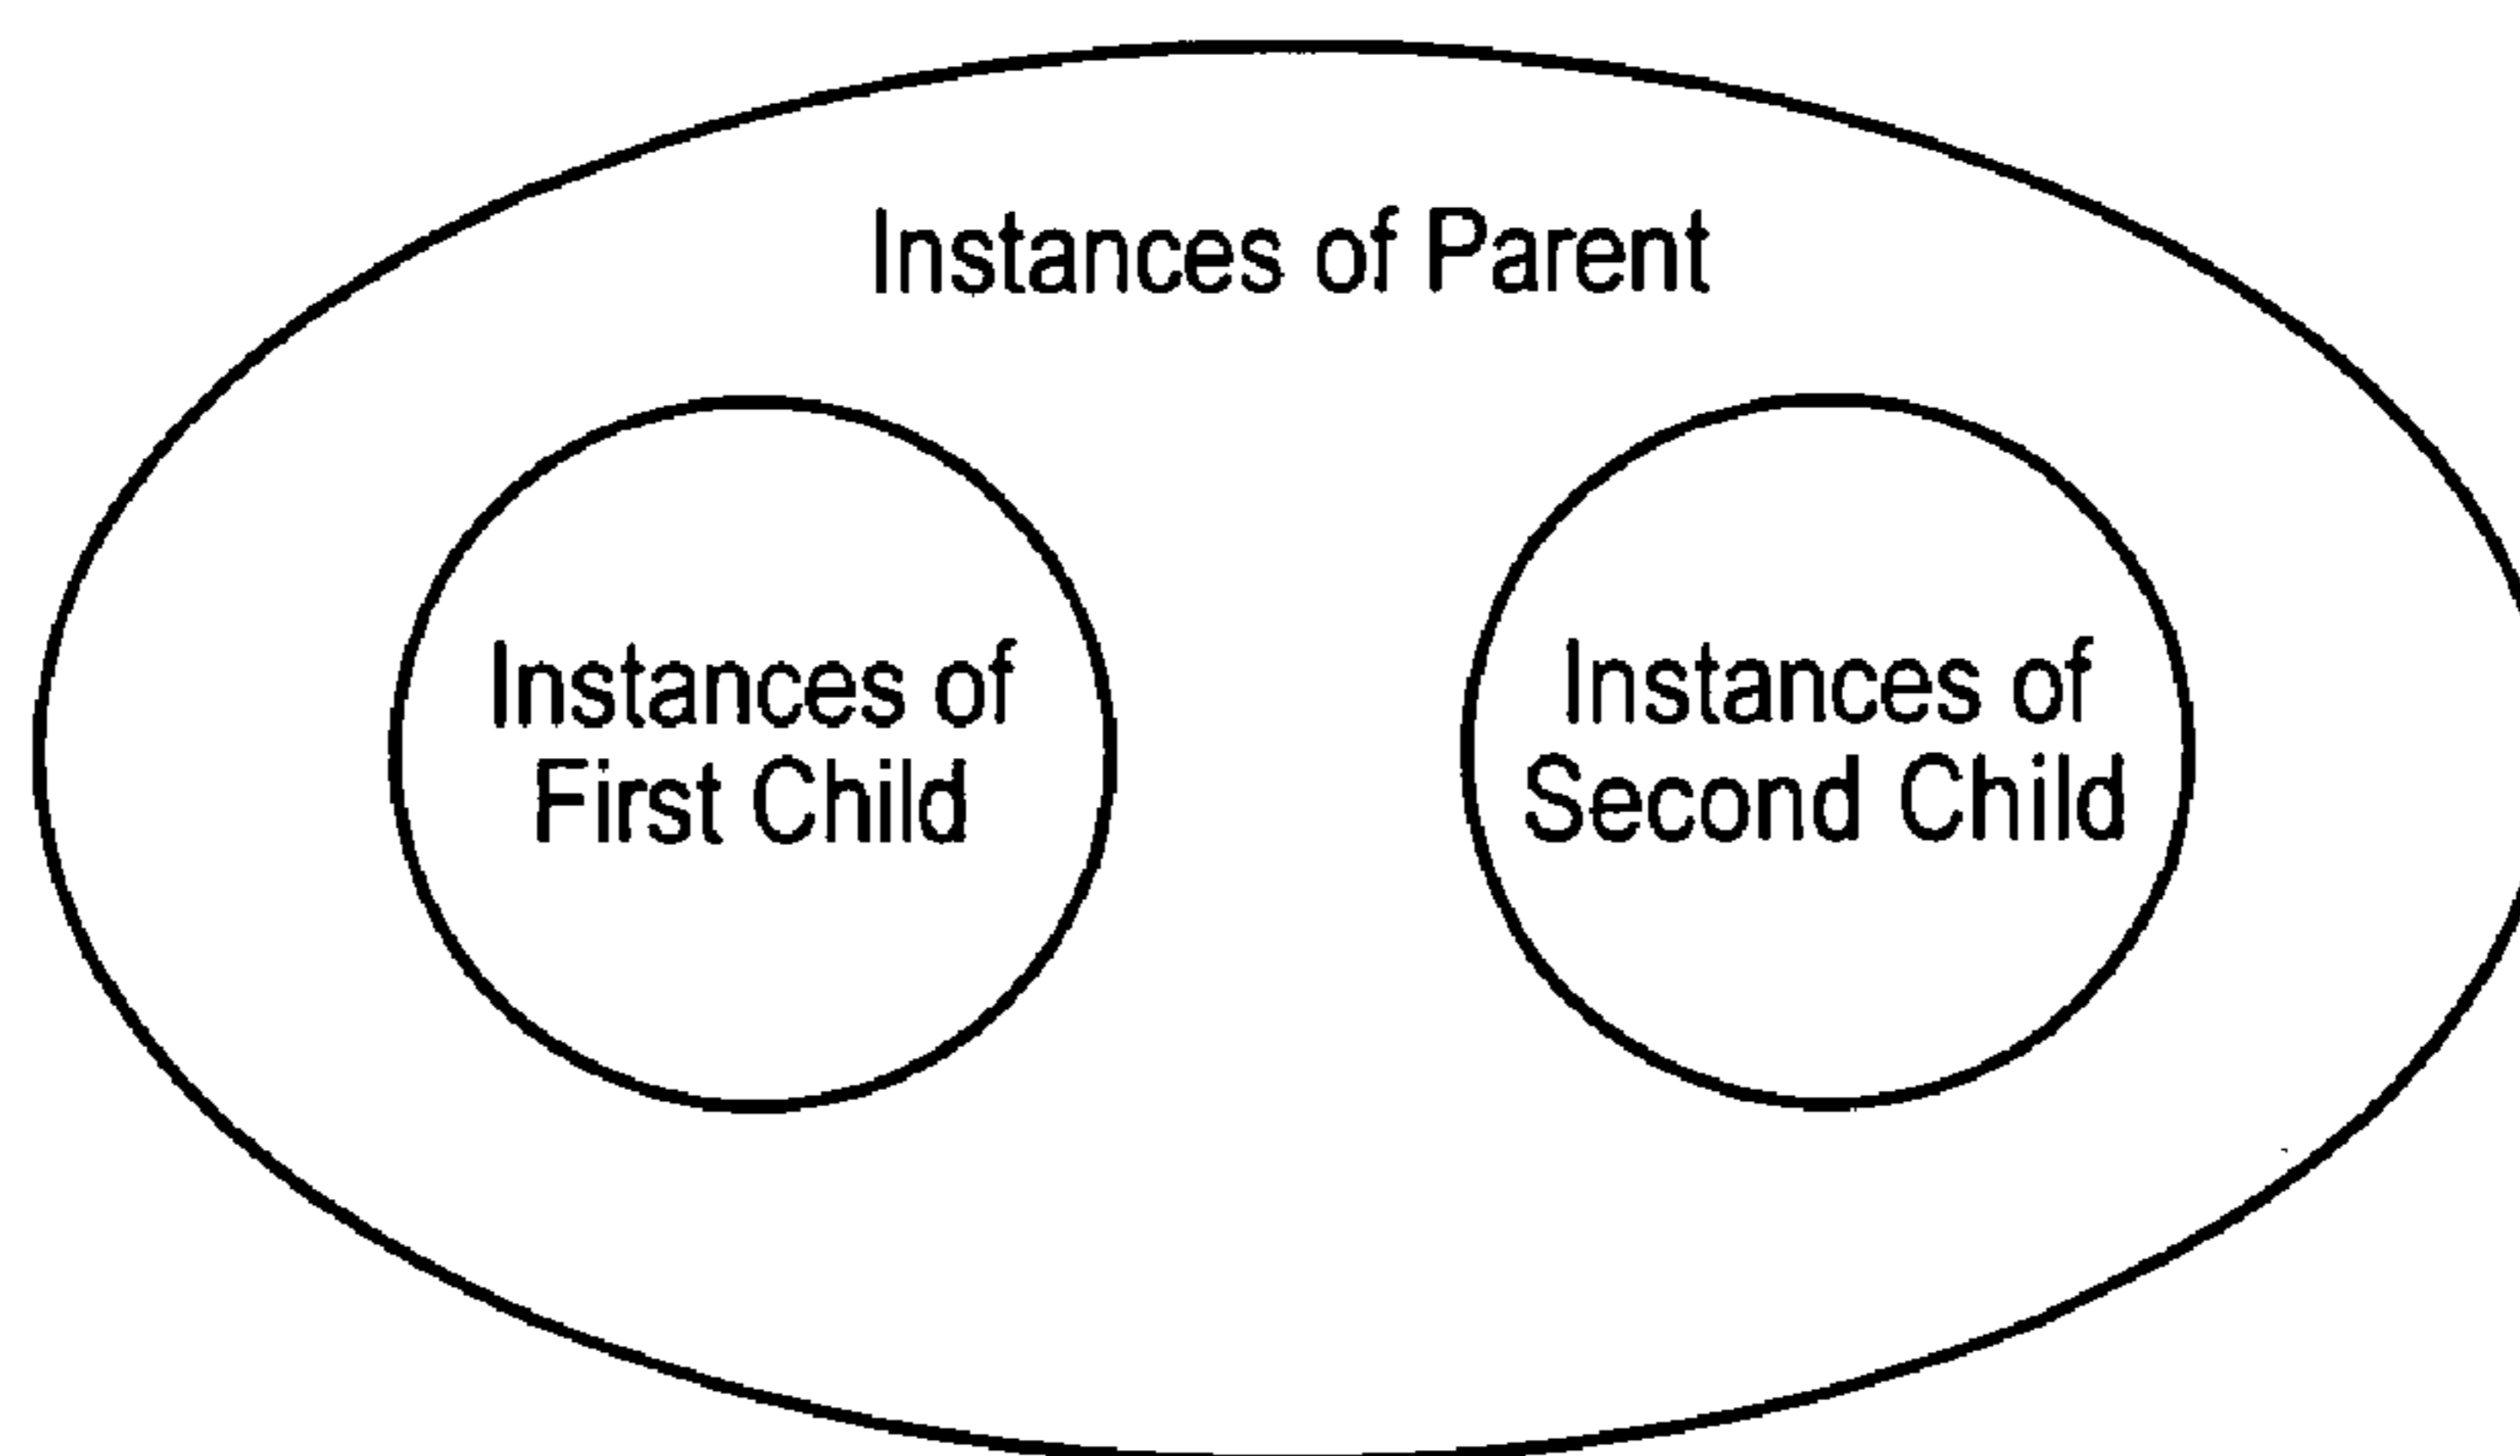 Instances of Parent
Instances of
First Child
Instances of
Second Child